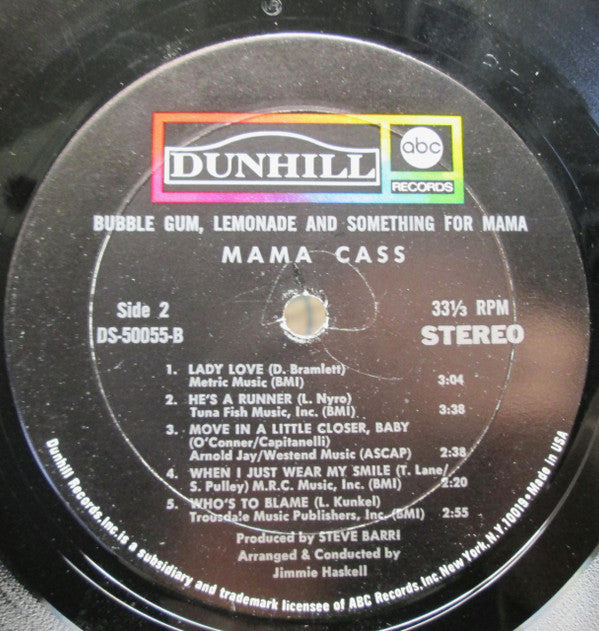 DUNHILL
abc
RECORDS
BUBBLE GUM, LEMONADE AND SOMETHING FOR MAMA
MAMA CASS
Side 2
DS-50055-B
33⅓ RPM
STEREO
1. LADY LOVE (D. Bramlett)
Metric Music (BMI) 3:04
2. HE'S A RUNNER (L. Nyro)
Tuna Fish Music, Inc. (BMI) 3:38
3. MOVE IN A LITTLE CLOSER, BABY
(O'Conner/Capitanelli)
Arnold Jay/Westend Music (ASCAP) 2:38
4. WHEN I JUST WEAR MY SMILE (T. Lane/
S. Pulley) M.R.C. Music, Inc. (BMI) 2:20
5. WHO'S TO BLAME (L. Kunkel)
Trousdale Music Publishers, Inc. (BMI) 2:55
Produced by STEVE BARRI
Arranged & Conducted by
Jimmie Haskell
Dunhill Records, Inc. is a subsidiary and trademark licensee of ABC Records, Inc. New York, N.Y. 10019 • Made in USA